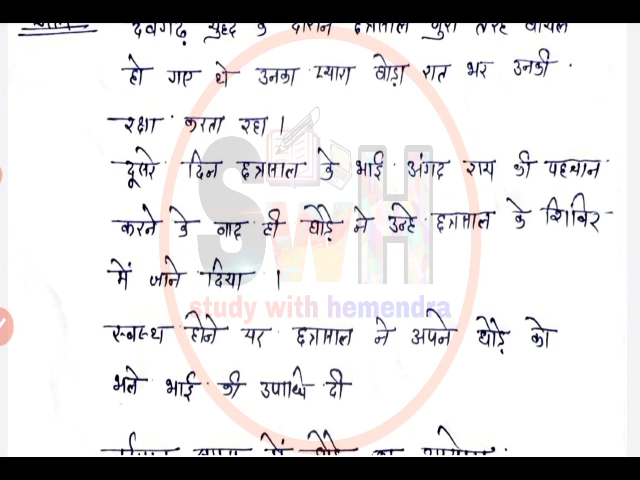 देवगढ़ युद्ध के दौरान छत्रसाल बुरी तरह घायल
हो गए थे उनका प्यारा घोड़ा रात भर उनकी
रक्षा करता रहा ।
दूसरे दिन छत्रसाल के भाई अंगद राय की पहचान
करने के बाद ही घोड़े ने उन्हे छत्रसाल के शिविर
में जाने दिया ।
स्वस्थ होने पर छत्रसाल ने अपने घोड़े को
भले भाई की उपाधि दी
SWH
study with hemendra